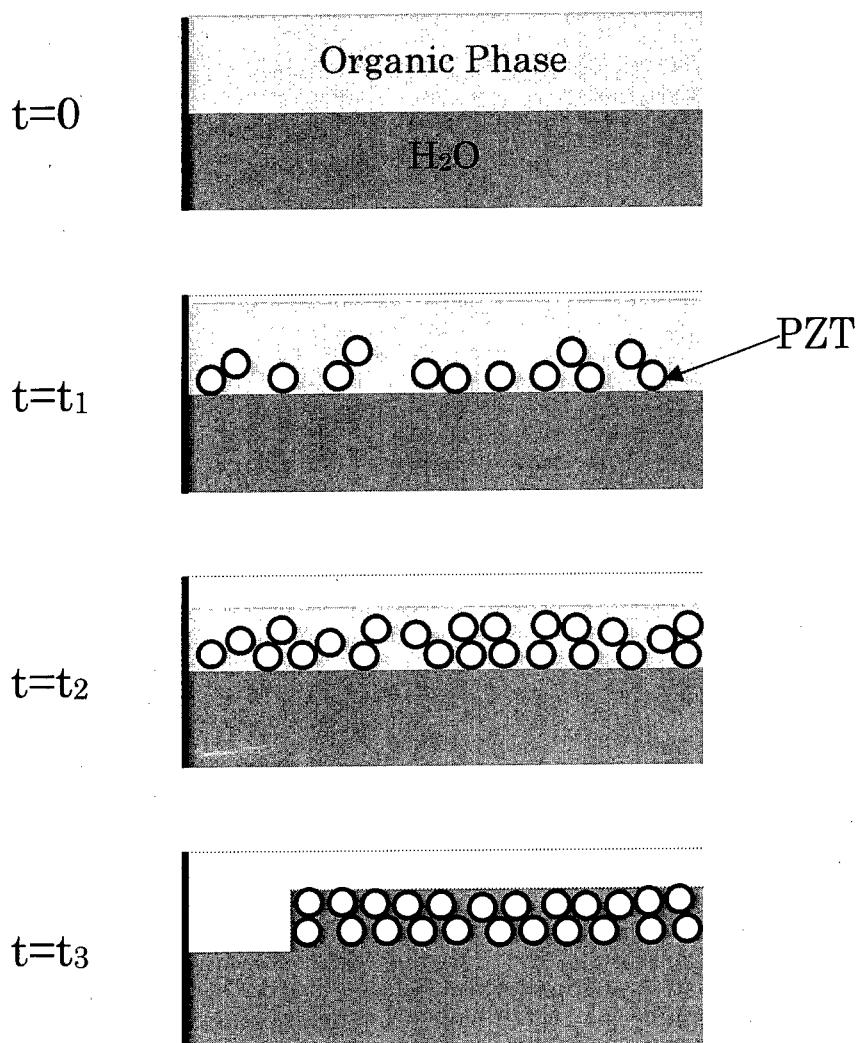 Organic Phase
t=0
H₂O
PZT
t=t₁
t=t₂
t=t₃